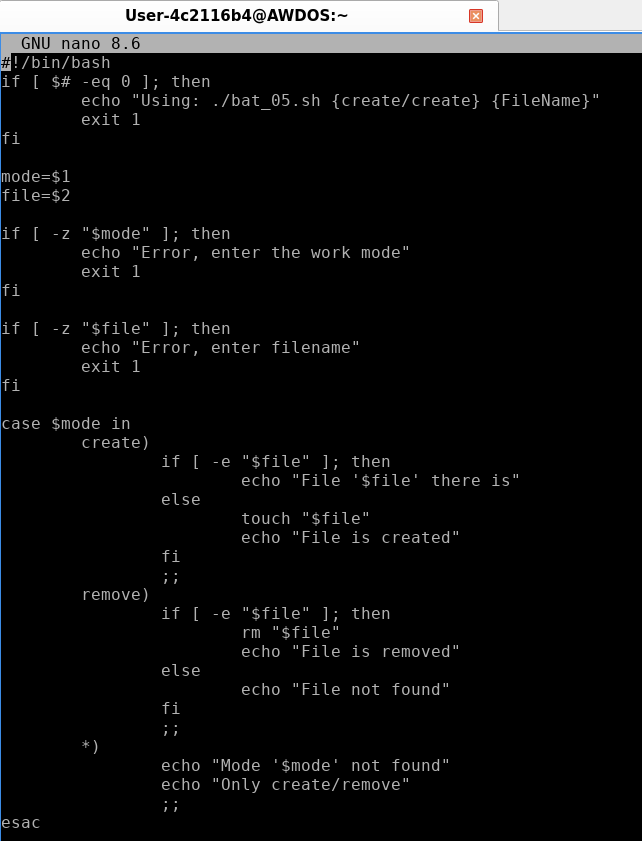 User-4c2116b4@AWDOS:~
GNU nano 8.6
#!/bin/bash
if [ $# -eq 0 ]; then
        echo "Using: ./bat_05.sh {create/create} {FileName}"
        exit 1
fi

mode=$1
file=$2

if [ -z "$mode" ]; then
        echo "Error, enter the work mode"
        exit 1
fi

if [ -z "$file" ]; then
        echo "Error, enter filename"
        exit 1
fi

case $mode in
        create)
                if [ -e "$file" ]; then
                        echo "File '$file' there is"
                else
                        touch "$file"
                        echo "File is created"
                fi
                ;;
        remove)
                if [ -e "$file" ]; then
                        rm "$file"
                        echo "File is removed"
                else
                        echo "File not found"
                fi
                ;;
        *)
                echo "Mode '$mode' not found"
                echo "Only create/remove"
                ;;
esac